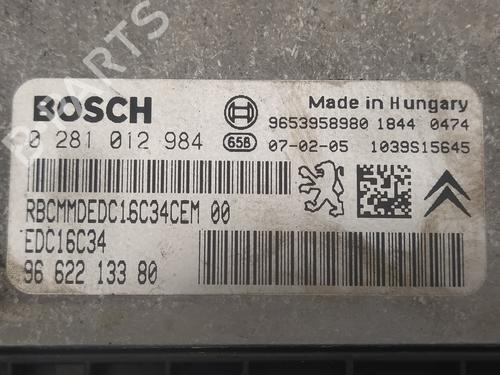 PARTS
BOSCH
Made in Hungary
0 281 012 984
658
9653958980 1844 0474
07-02-05 1039S15645
RBCMMDEDC16C34CEM 00
EDC16C34
96 622 133 80